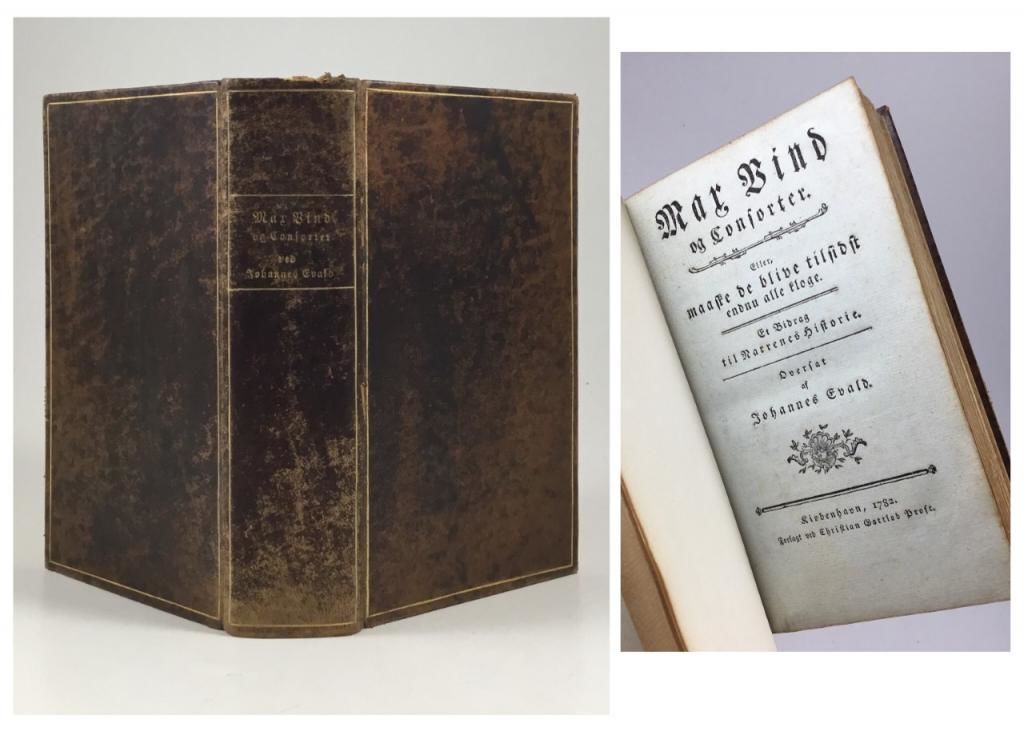 Max Vind
og Consorter
ved
Johannes Evald
Max Vind
og Consorter.
Eller,
maaske de blive tilsidst
endnu alle kloge.
Et Bidrag
til Narrenes Historie.
Oversat
af
Johannes Evald.
Kiøbenhavn, 1782.
Forlagt ved Christian Gottlob Proft.